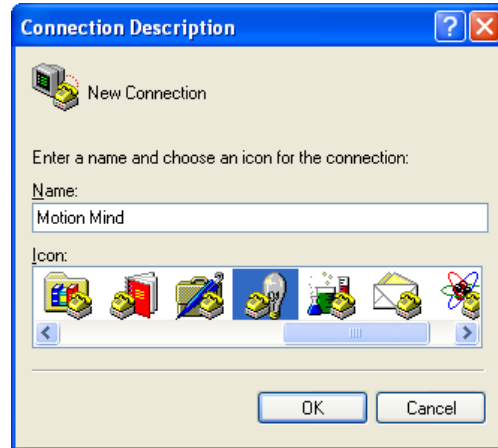 Connection Description
New Connection
Enter a name and choose an icon for the connection:
Name:
Motion Mind
Icon:
OK Cancel